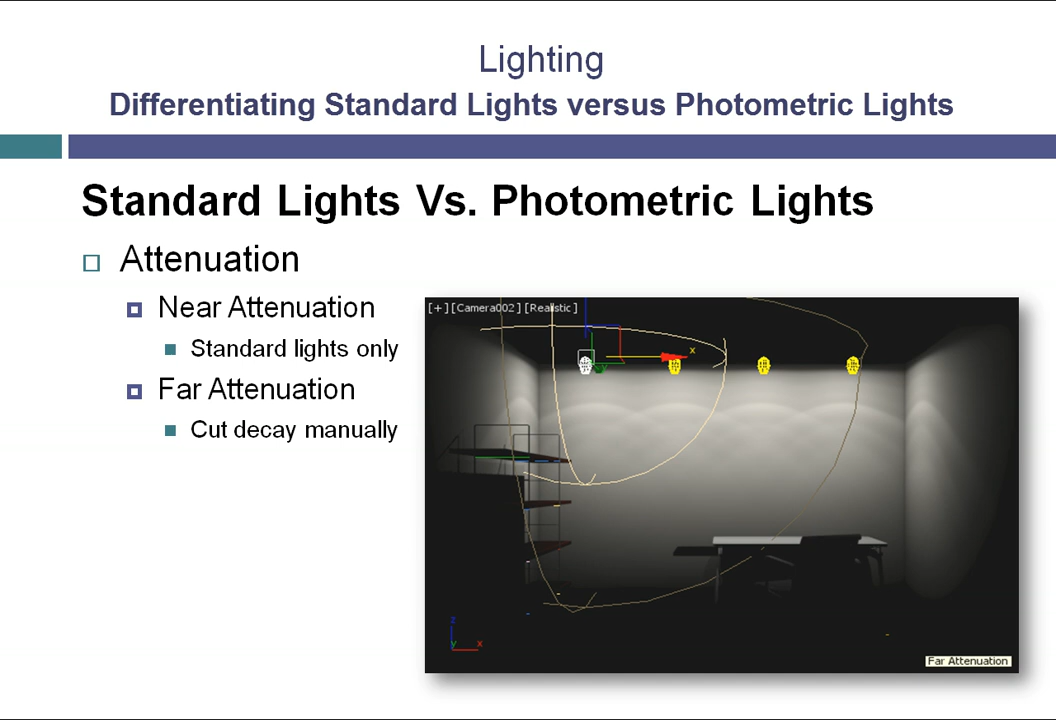 Lighting
Differentiating Standard Lights versus Photometric Lights
Standard Lights Vs. Photometric Lights
Attenuation
Near Attenuation
Standard lights only
Far Attenuation
Cut decay manually
[+][Camera002][Realistic]
x
y
z
y x
Far Attenuation